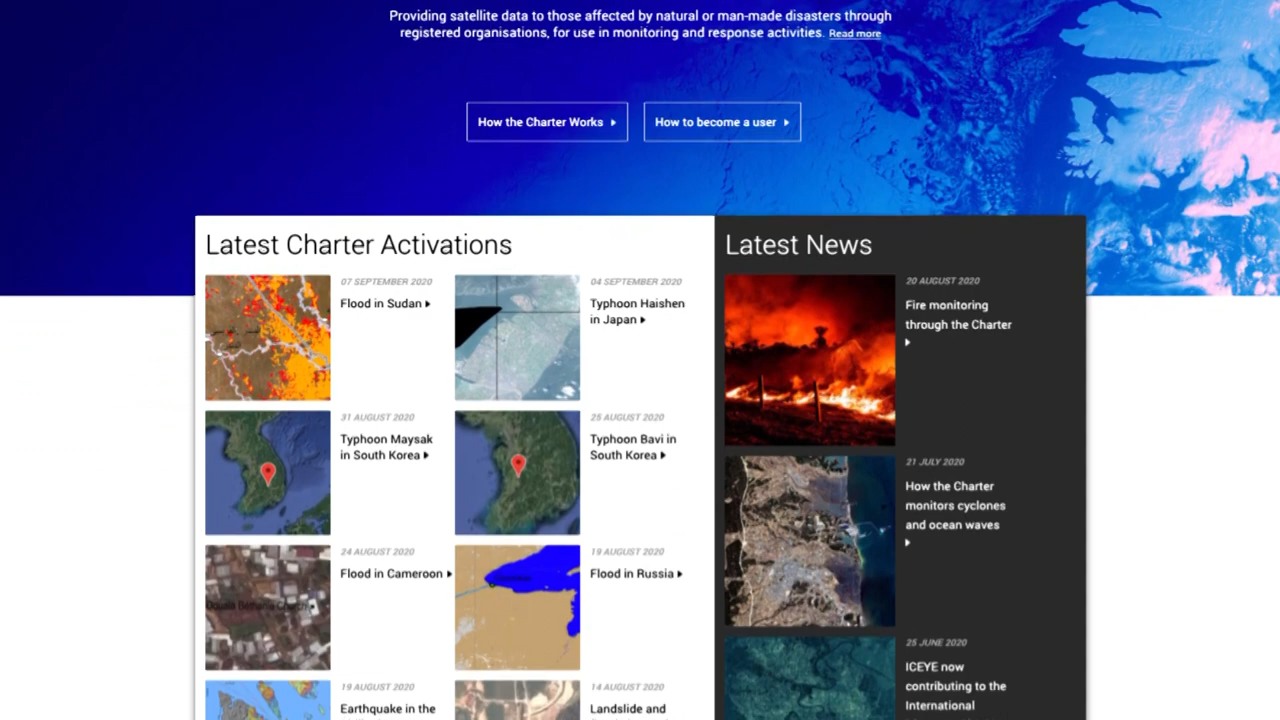 Providing satellite data to those affected by natural or man-made disasters through
registered organisations, for use in monitoring and response activities. Read more
How the Charter Works
How to become a user
Latest Charter Activations
07 SEPTEMBER 2020
Flood in Sudan
04 SEPTEMBER 2020
Typhoon Haishen
in Japan
31 AUGUST 2020
Typhoon Maysak
in South Korea
25 AUGUST 2020
Typhoon Bavi in
South Korea
24 AUGUST 2020
Flood in Cameroon
Douala Bethania Church
19 AUGUST 2020
Flood in Russia
19 AUGUST 2020
Earthquake in the
14 AUGUST 2020
Landslide and
Latest News
20 AUGUST 2020
Fire monitoring
through the Charter
21 JULY 2020
How the Charter
monitors cyclones
and ocean waves
25 JUNE 2020
ICEYE now
contributing to the
International